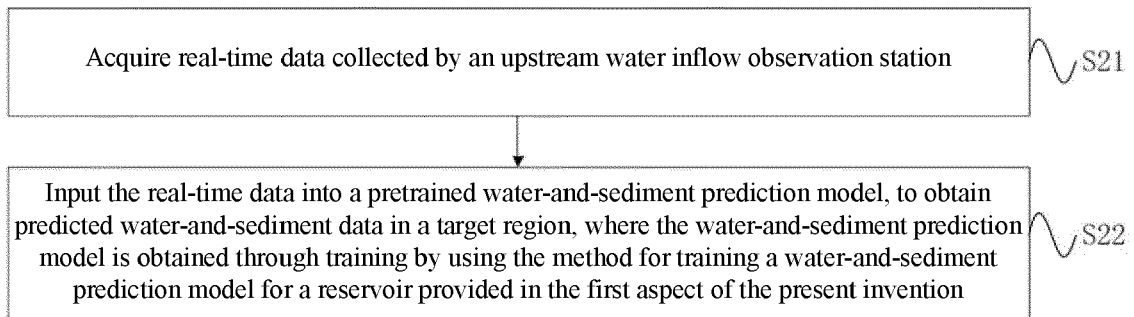 Acquire real-time data collected by an upstream water inflow observation station
S21
Input the real-time data into a pretrained water-and-sediment prediction model, to obtain
predicted water-and-sediment data in a target region, where the water-and-sediment prediction
model is obtained through training by using the method for training a water-and-sediment
prediction model for a reservoir provided in the first aspect of the present invention
S22